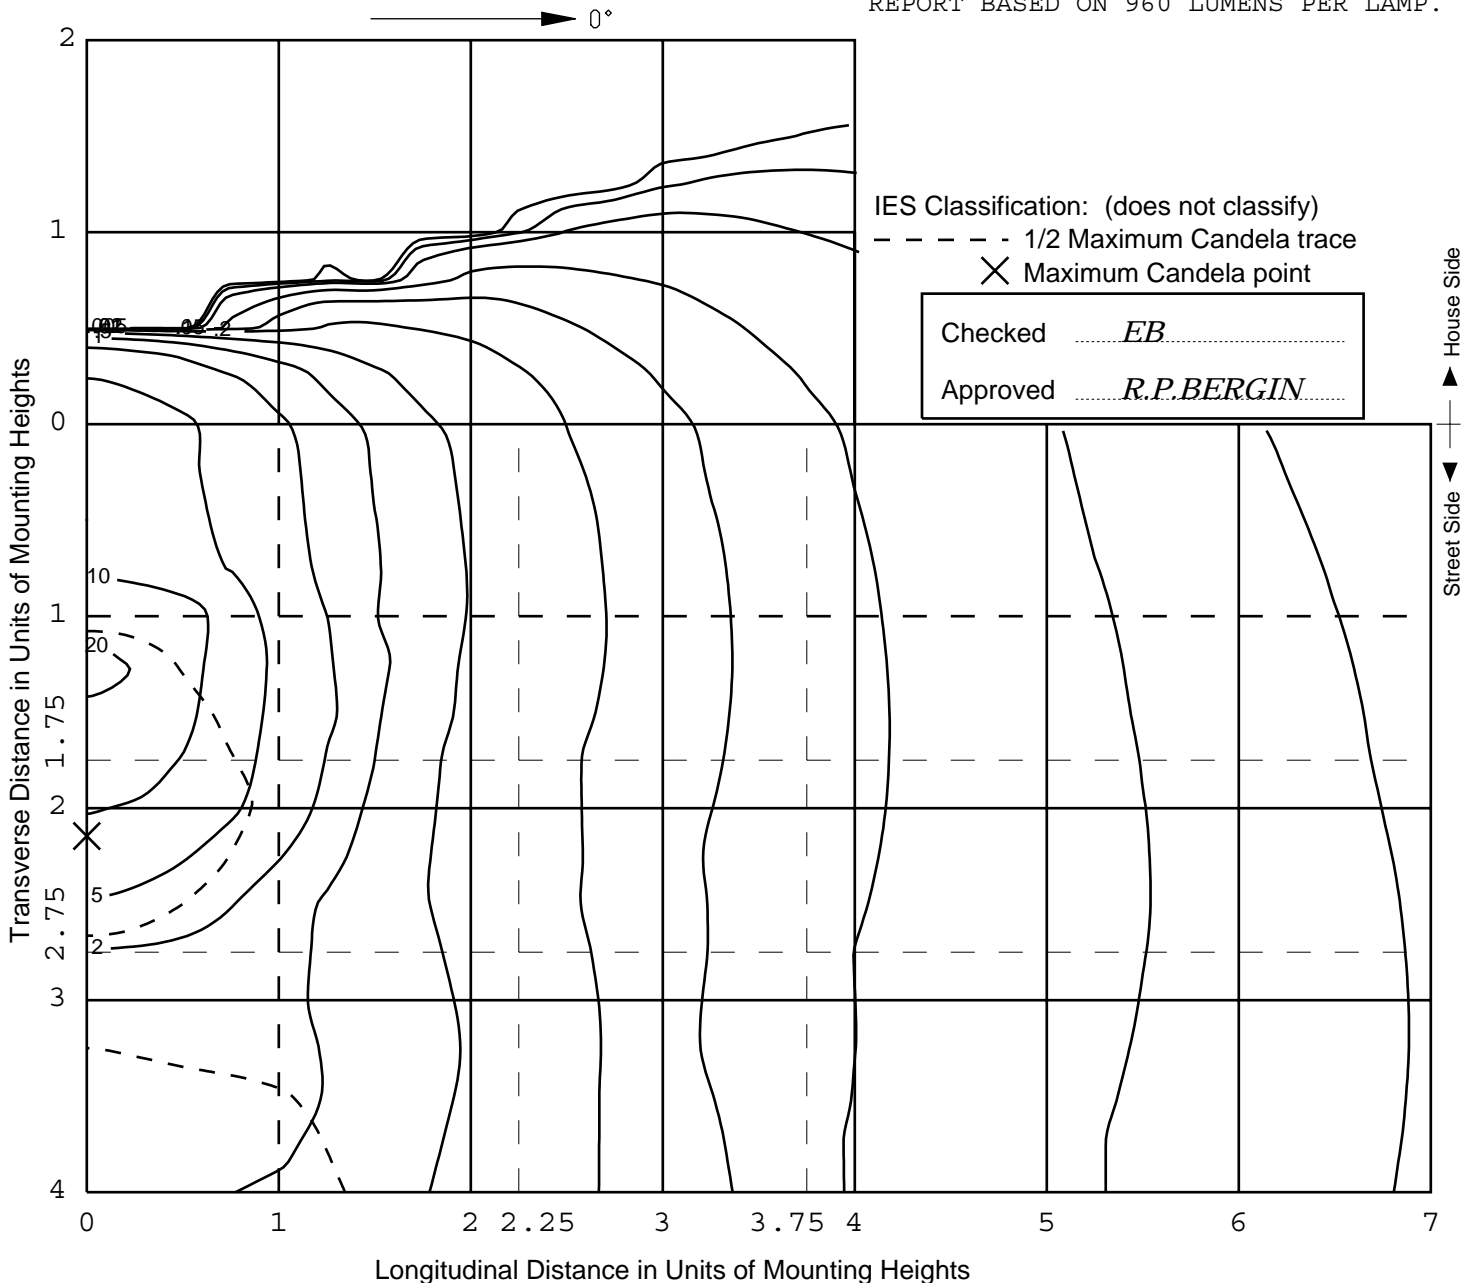 REPORT BASED ON 960 LUMENS PER LAMP.
0°
2
1
0
1
1.75
2
2.75
3
4
Transverse Distance in Units of Mounting Heights
IES Classification: (does not classify)
1/2 Maximum Candela trace
Maximum Candela point
Checked EB
Approved R.P.BERGIN
House Side
Street Side
.2
10
20
5
2
0 1 2 2.25 3 3.75 4 5 6 7
Longitudinal Distance in Units of Mounting Heights